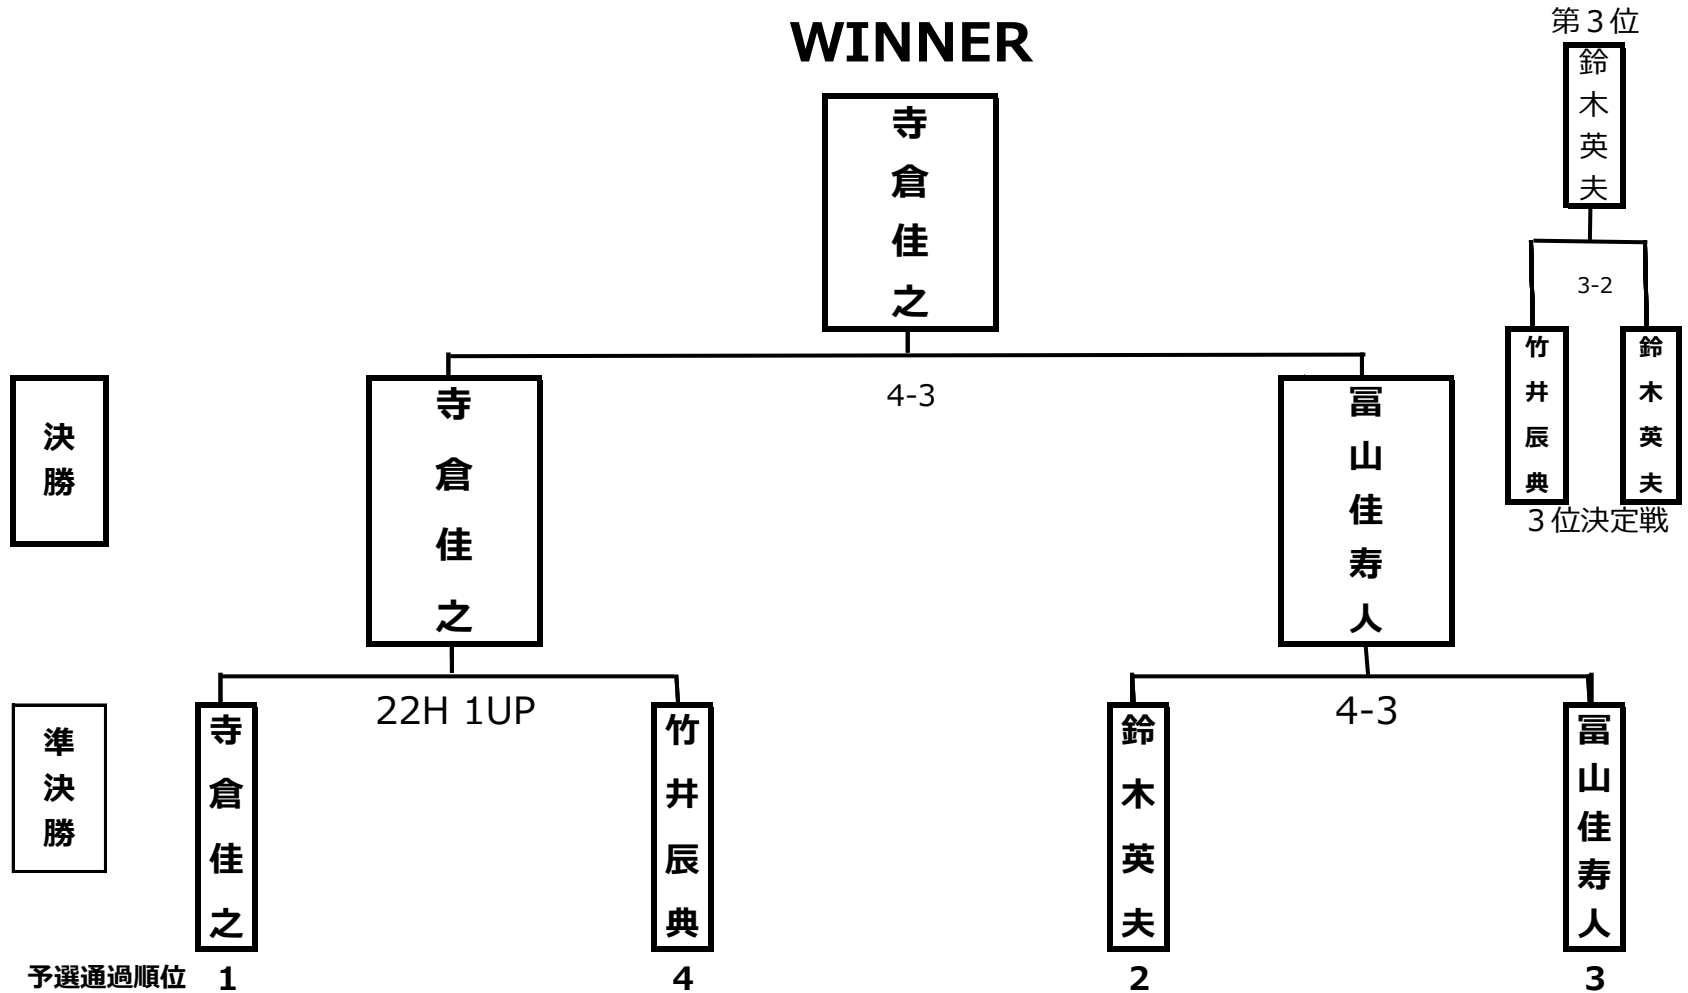 WINNER
第３位
鈴木英夫
寺倉佳之
3-2
竹井辰典
鈴木英夫
３位決定戦
決勝
寺倉佳之
4-3
冨山佳寿人
準決勝
22H 1UP
4-3
寺倉佳之
竹井辰典
鈴木英夫
冨山佳寿人
予選通過順位 1 4 2 3